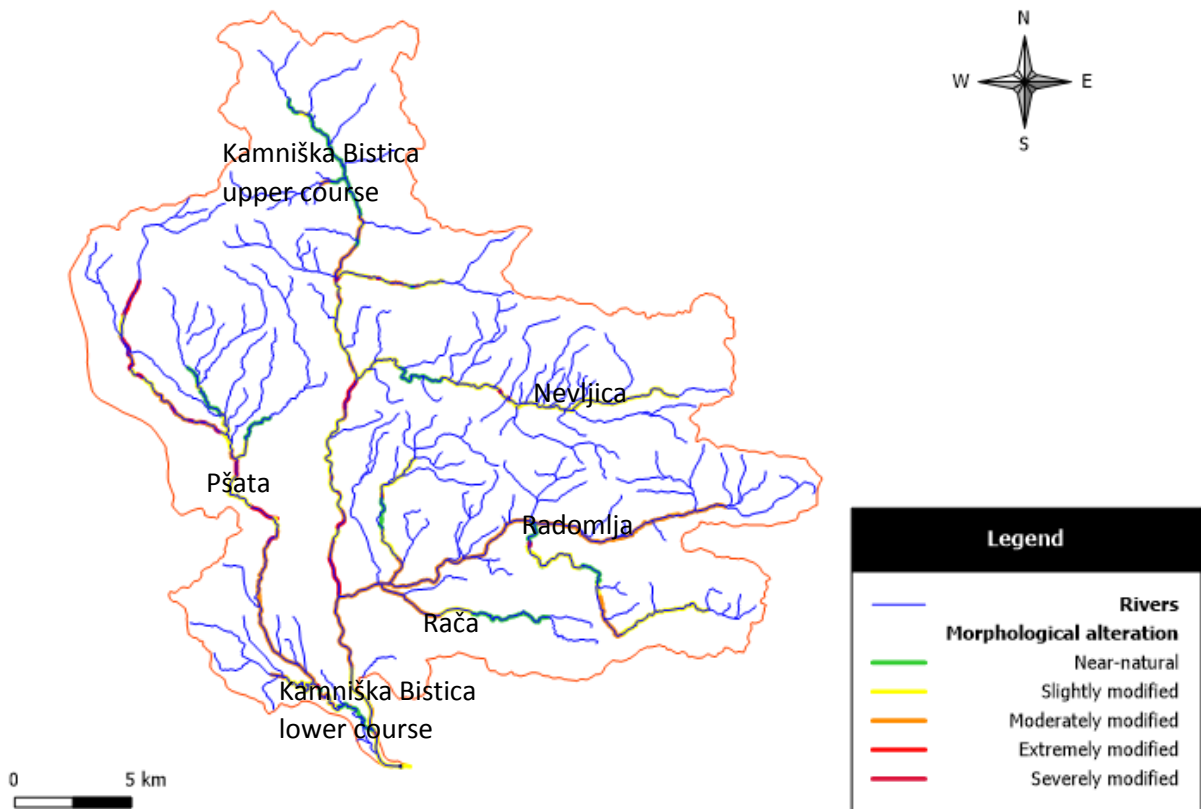 N
W E
S
Kamniška Bistica
upper course
Nevljica
Pšata
Radomlja
Rača
Kamniška Bistica
lower course
0 5 km
Legend
Rivers
Morphological alteration
Near-natural
Slightly modified
Moderately modified
Extremely modified
Severely modified